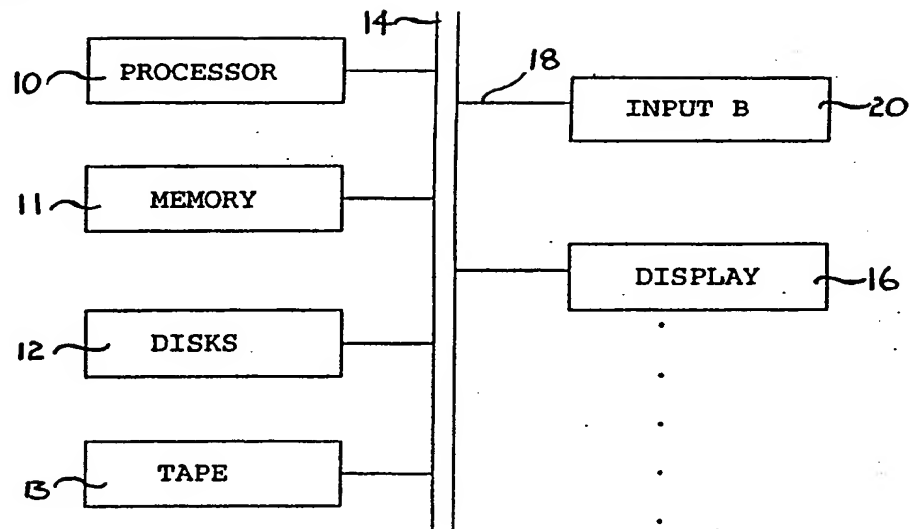 14
10 PROCESSOR
18
INPUT B 20
11 MEMORY
DISPLAY 16
12 DISKS
13 TAPE